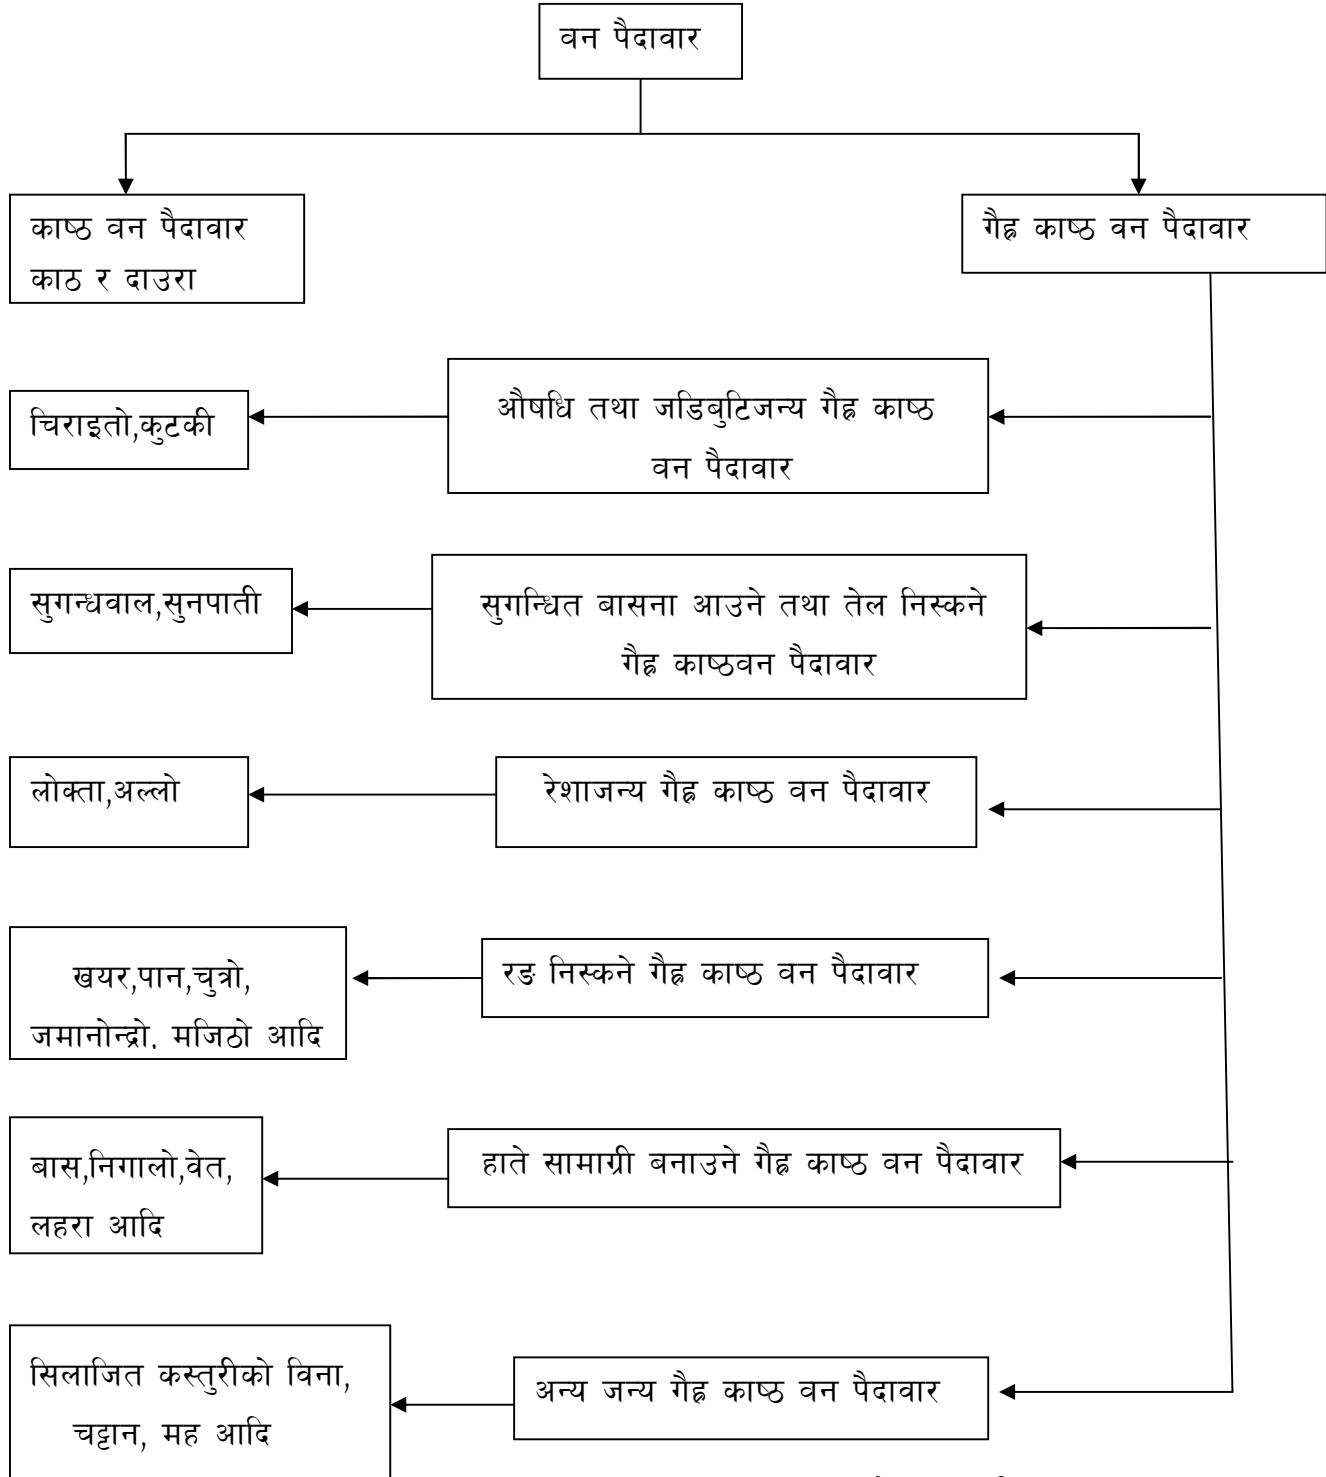 वन पैदावार
काष्ठ वन पैदावार
काठ र दाउरा
गैह्र काष्ठ वन पैदावार
चिराइतो,कुटकी
औषधि तथा जडिबुटिजन्य गैह्र काष्ठ
वन पैदावार
सुगन्धवाल,सुनपाती
सुगन्धित बासना आउने तथा तेल निस्कने
गैह्र काष्ठवन पैदावार
लोक्ता,अल्लो
रेशाजन्य गैह्र काष्ठ वन पैदावार
खयर,पान,चुत्रो,
जमानोन्द्रो. मजिठो आदि
रङ निस्कने गैह्र काष्ठ वन पैदावार
बास,निगालो,वेत,
लहरा आदि
हाते सामाग्री बनाउने गैह्र काष्ठ वन पैदावार
सिलाजित कस्तुरीको विना,
चट्टान, मह आदि
अन्य जन्य गैह्र काष्ठ वन पैदावार